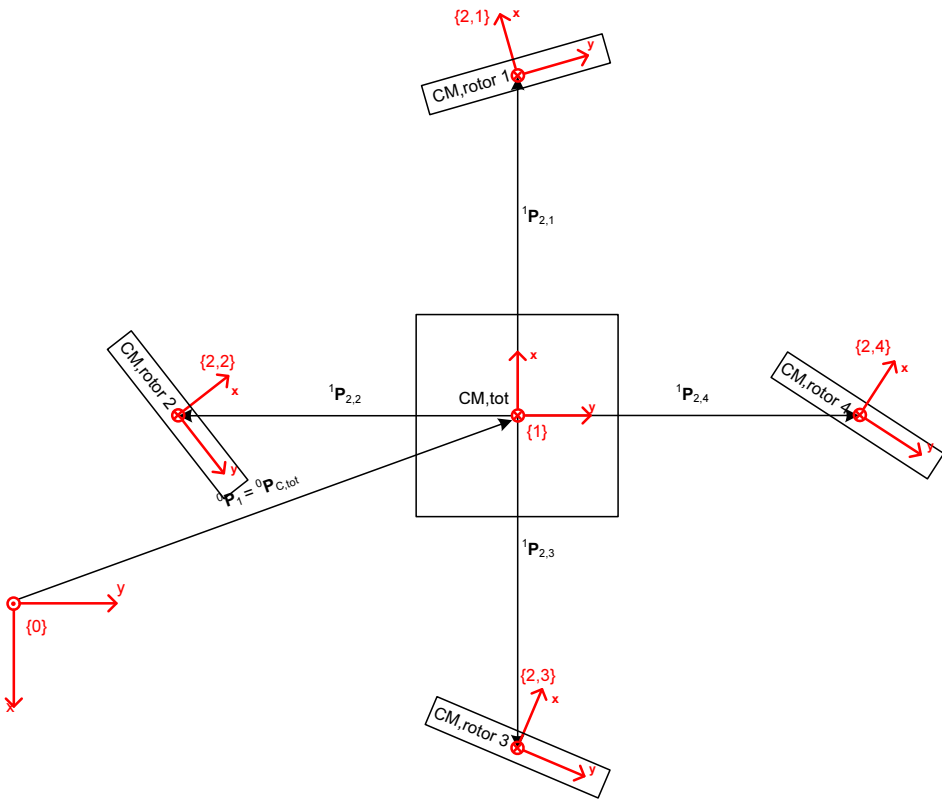 {2,1}
x
y
CM,rotor 1
¹P₂,₁
CM,rotor 2
{2,2}
x
y
¹P₂,₂
x
CM,tot
y
{1}
¹P₂,₄
{2,4}
x
CM,rotor 4
y
⁰P₁ = ⁰P_C,tot
¹P₂,₃
y
{0}
x
{2,3}
x
CM,rotor 3
y